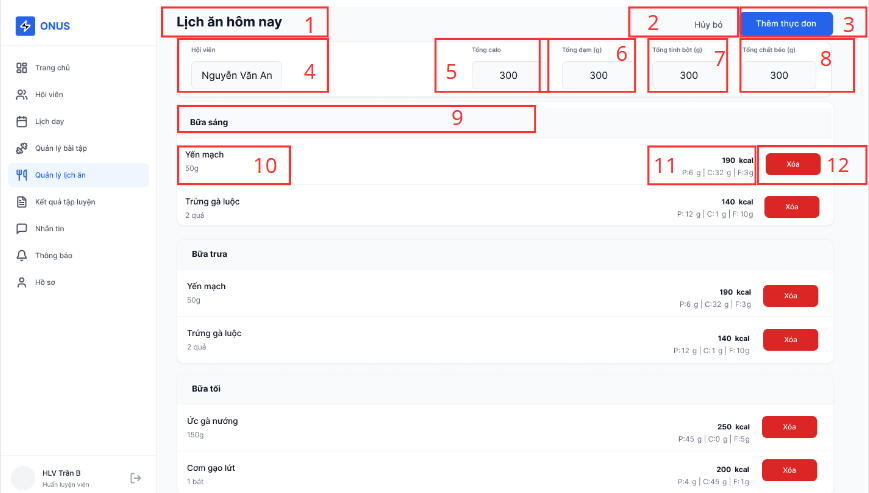 ONUS
Trang chủ
Hội viên
Lịch dạy
Quản lý bài tập
Quản lý lịch ăn
Kết quả tập luyện
Nhắn tin
Thông báo
Hồ sơ
HLV Trần B
Huấn luyện viên
Lịch ăn hôm nay 1
2 Hủy bỏ
Thêm thực đơn 3
Hội viên
Nguyễn Văn An 4
5 Tổng calo
300
Tổng đạm (g) 6
300
Tổng tinh bột (g) 7
300
Tổng chất béo (g) 8
300
Bữa sáng 9
Yến mạch
50g 10
11 190 kcal
P:6 g | C:32 g | F:3g
Xóa 12
Trứng gà luộc
2 quả
140 kcal
P: 12 g | C:1 g | F: 10g
Xóa
Bữa trưa
Yến mạch
50g
190 kcal
P:6 g | C:32 g | F:3g
Xóa
Trứng gà luộc
2 quả
140 kcal
P:12 g | C:1 g | F:10g
Xóa
Bữa tối
Ức gà nướng
150g
250 kcal
P:45 g | C:0 g | F:5g
Xóa
Cơm gạo lứt
1 bát
200 kcal
P:4 g | C:45 g | F:1g
Xóa